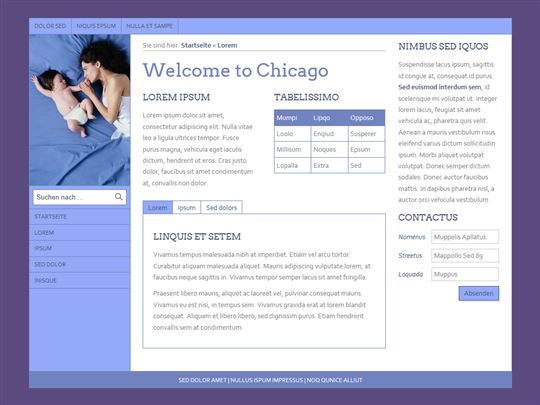 DOLOR SED
NIQUIS EPSUM
NULLA ET SAMPE
Suchen nach ...
STARTSEITE
LOREM
IPSUM
SED DOLOR
INISQUE
Sie sind hier: Startseite » Lorem
Welcome to Chicago
LOREM IPSUM
Lorem ipsum dolor sit amet,
consectetur adipiscing elit. Nulla vitae
leo a ligula ultrices tempor. Fusce
purus magna, vehicula eget iaculis
dictum, hendrerit ut eros. Cras justo
dolor, faucibus sit amet condimentum
at, consectetur sed est.
TABELISSIMO
Mumpi Lipqo Opposo
Loolo Enqiud Susperer
Millisum Noques Epsum
Lopalla Extra Sed
Lorem Ipsum Sed dolors
LINQUIS ET SETEM
Vivamus tempus malesuada nibh at imperdiet. Etiam vel arcu tortor.
Curabitur aliquam malesuada aliquet. Mauris adipiscing vulputate lorem, at
faucibus neque sagittis in. Vivamus tempor semper lacus sit amet fringilla.
Praesent libero mauris, aliquet ac laoreet vel, pulvinar consequat mauris.
Vivamus eu est nisi, in tempus sem. Vivamus gravida erat at lorem blandit
consequat. Aliquam et libero libero, sed dignissim purus. Etiam hendrerit
convallis sem at condimentum.
NIMBUS SED IQUOS
Suspendisse lacus ipsum, sagittis
id congue at, consequat id purus.
Sed euismod interdum sem, id
scelerisque mi volutpat ut. Integer
lorem lacus, feugiat sit amet
vehicula ac, pharetra quis velit.
Aenean a mauris vestibulum risus
eleifend varius dictum sollicitudin
ipsum. Morbi aliquet volutpat
volutpat. Donec semper dictum
sodales. Donec auctor faucibus
mattis. In dapibus pharetra nisl, a
auctor orci vehicula vestibulum
CONTACTUS
Nomenus Muppelis Apllatus
Streetus Mappollo Sed 89
Loquada Muppus
Absenden
SED DOLOR AMET | NULLUS ISPUM IMPRESSUS | NOQ QUNICE ALLIUT